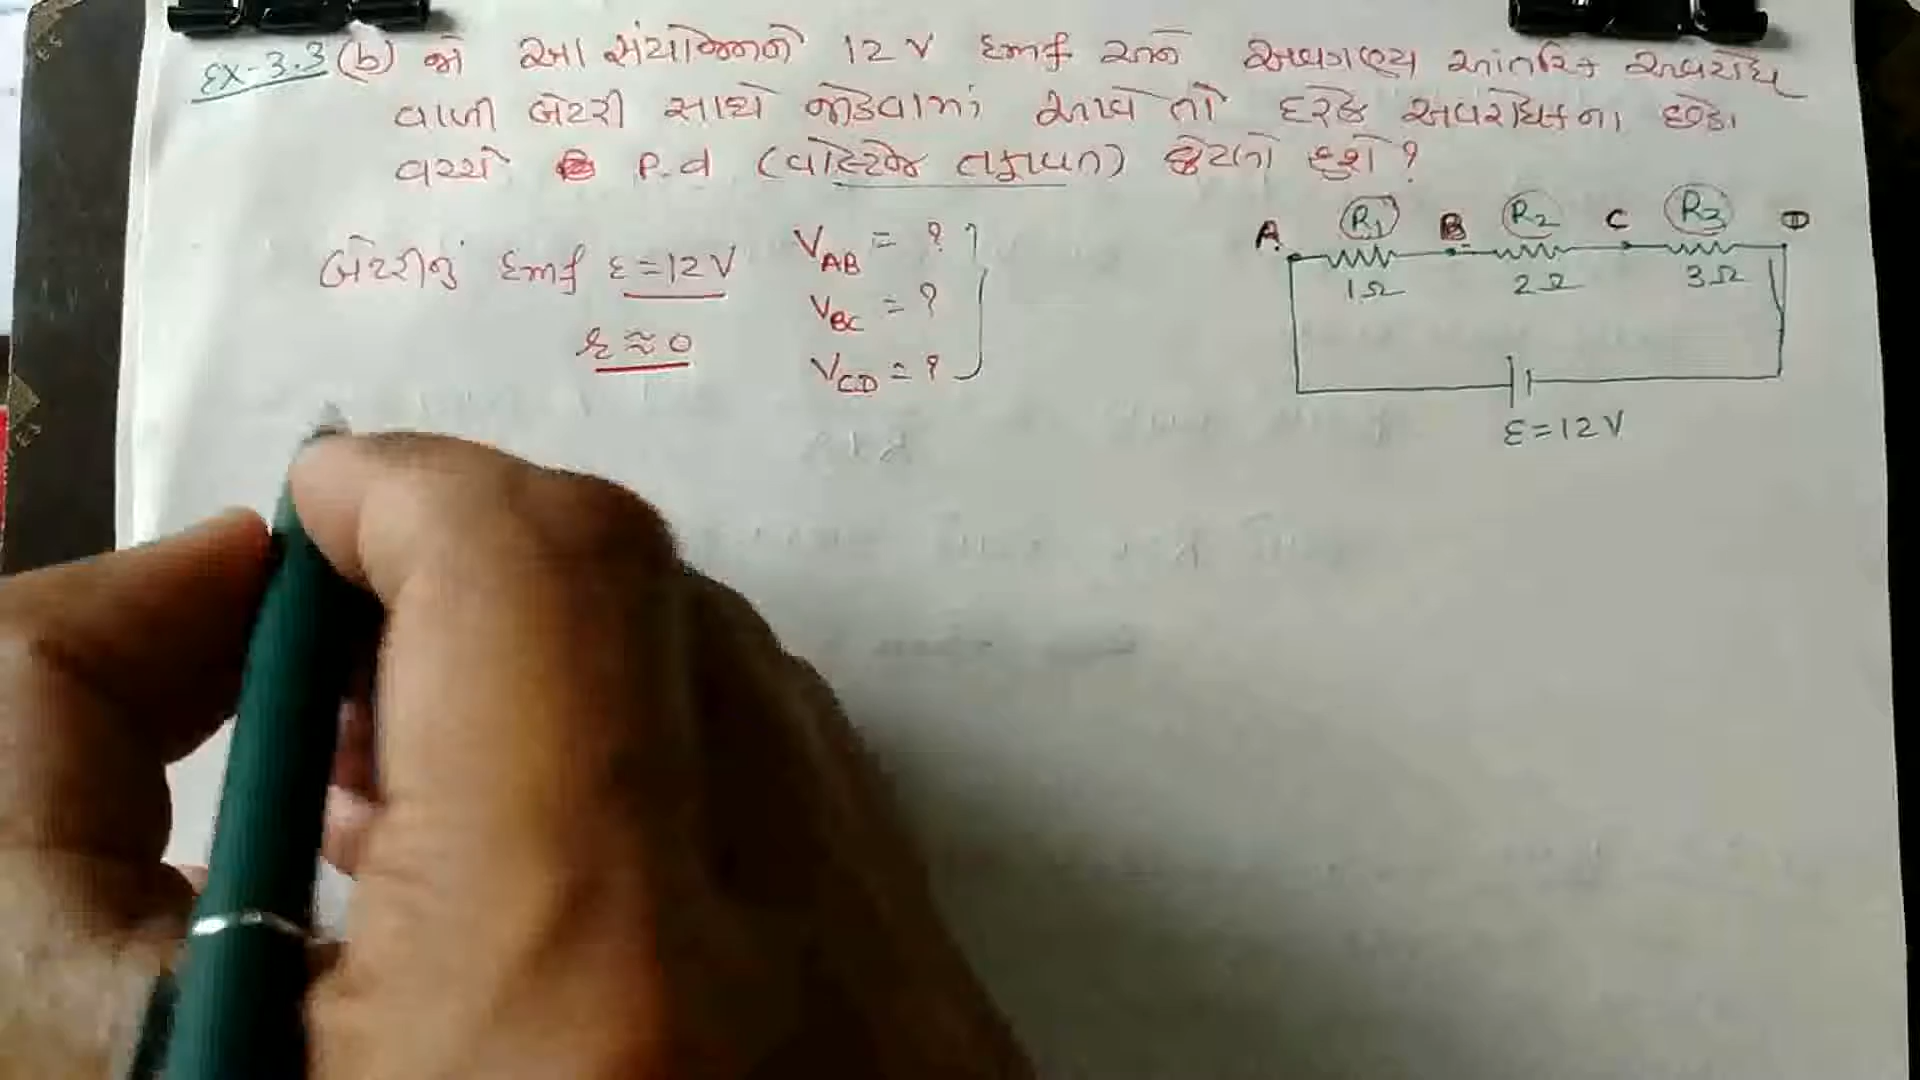 Ex-3.3 (b) જો આ સંયોજનને 12 V emf અને અવગણ્ય આંતરિક અવરોધ
વાળી બેટરી સાથે જોડવામાં આવે તો દરેક અવરોધકના છેડા
વચ્ચે P.d (વોલ્ટેજ તફાવત) કેટલો હશે ?
બેટરીનું emf ε = 12 V
r ≈ 0
V_AB = ?
V_BC = ?
V_CD = ?
A R1 B R2 C R3 D
1Ω 2Ω 3Ω
ε = 12 V